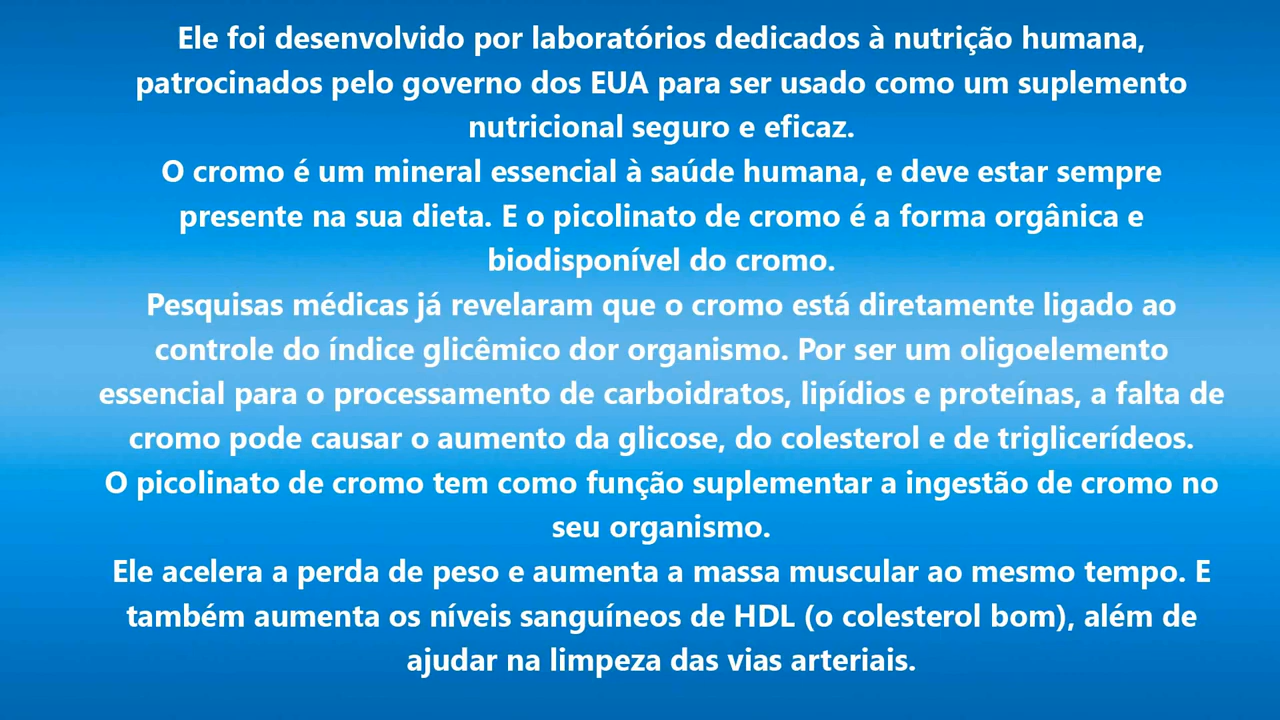 Ele foi desenvolvido por laboratórios dedicados à nutrição humana,
patrocinados pelo governo dos EUA para ser usado como um suplemento
nutricional seguro e eficaz.
O cromo é um mineral essencial à saúde humana, e deve estar sempre
presente na sua dieta. E o picolinato de cromo é a forma orgânica e
biodisponível do cromo.
Pesquisas médicas já revelaram que o cromo está diretamente ligado ao
controle do índice glicêmico dor organismo. Por ser um oligoelemento
essencial para o processamento de carboidratos, lipídios e proteínas, a falta de
cromo pode causar o aumento da glicose, do colesterol e de triglicerídeos.
O picolinato de cromo tem como função suplementar a ingestão de cromo no
seu organismo.
Ele acelera a perda de peso e aumenta a massa muscular ao mesmo tempo. E
também aumenta os níveis sanguíneos de HDL (o colesterol bom), além de
ajudar na limpeza das vias arteriais.